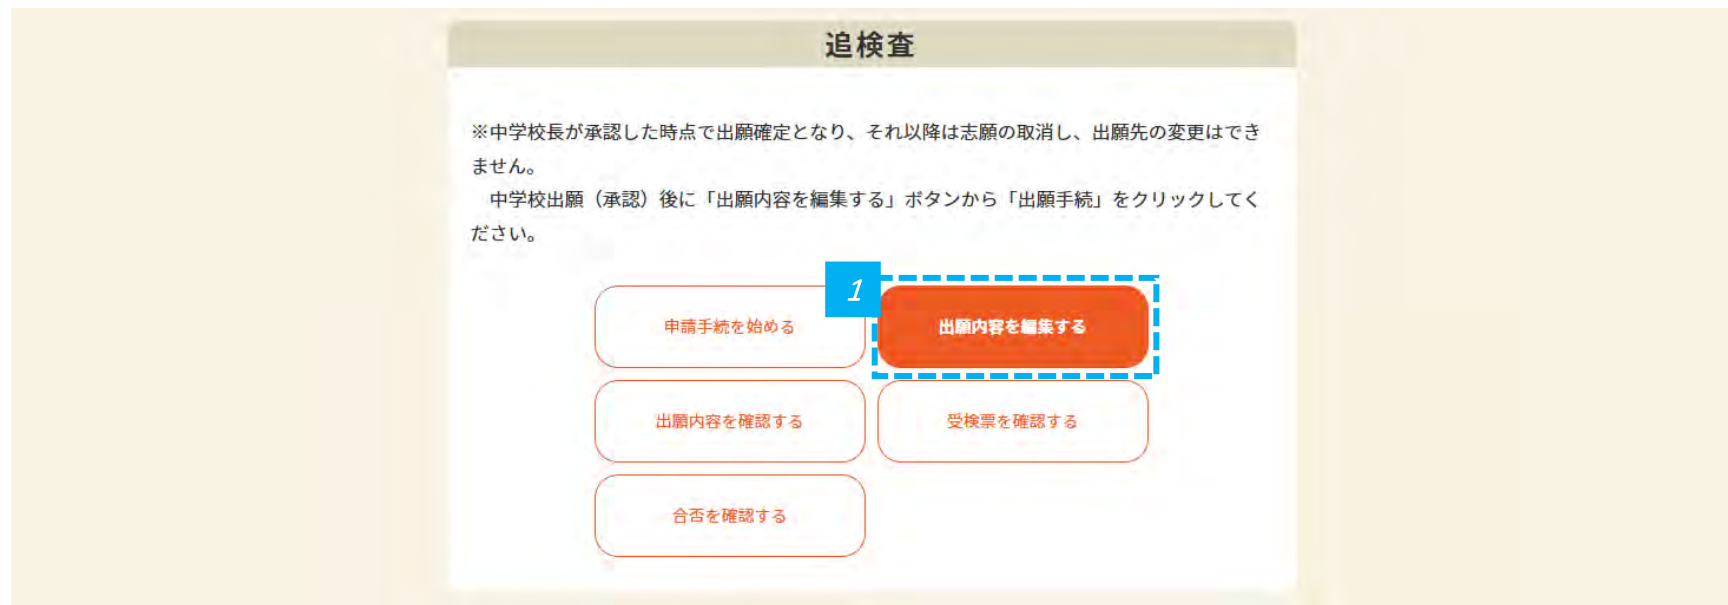 追検査
※中学校長が承認した時点で出願確定となり、それ以降は志願の取消し、出願先の変更はでき
ません。
　中学校出願（承認）後に「出願内容を編集する」ボタンから「出願手続」をクリックしてく
ださい。
1
申請手続を始める
出願内容を編集する
出願内容を確認する
受検票を確認する
合否を確認する